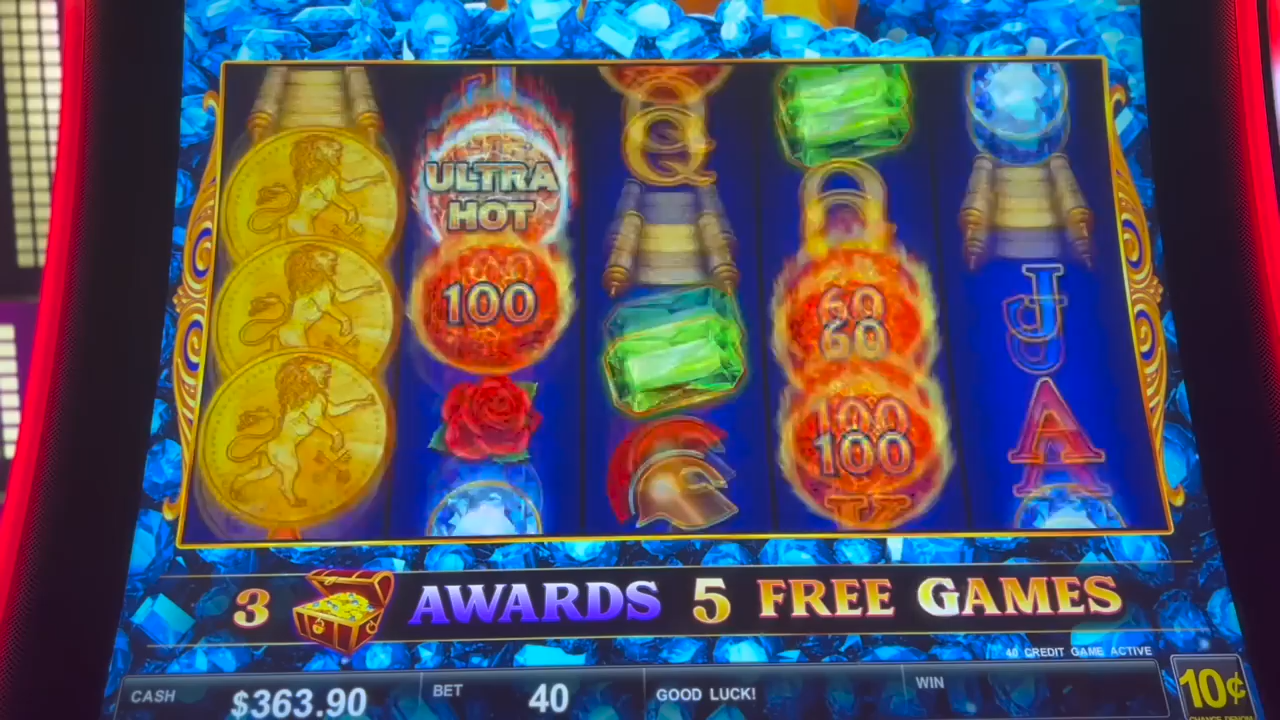 Q
ULTRA
HOT
100
60
60
J
100
100
A
K
3 AWARDS 5 FREE GAMES
40 CREDIT GAME ACTIVE
CASH $363.90 BET 40 GOOD LUCK! WIN 10¢